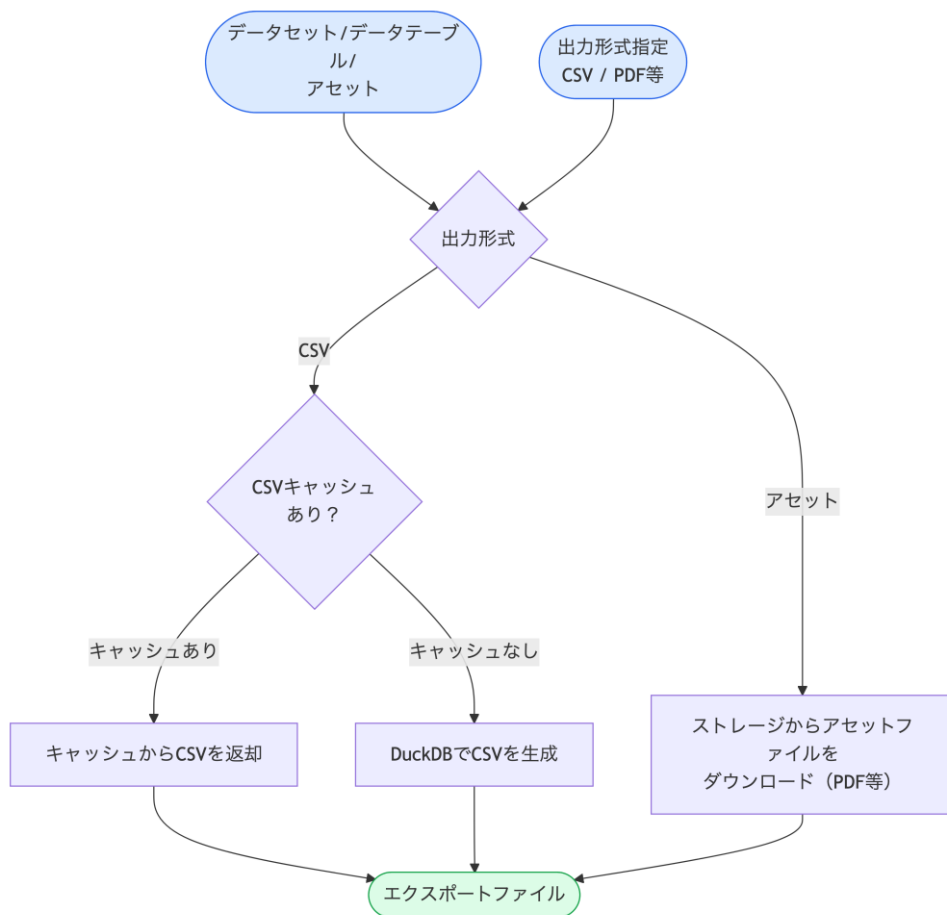 データセット/データテーブ
ル/
アセット
出力形式指定
CSV / PDF等
出力形式
CSV
CSVキャッシュ
あり？
アセット
キャッシュあり
キャッシュなし
キャッシュからCSVを返却
DuckDBでCSVを生成
ストレージからアセットフ
ァイルを
ダウンロード（PDF等）
エクスポートファイル